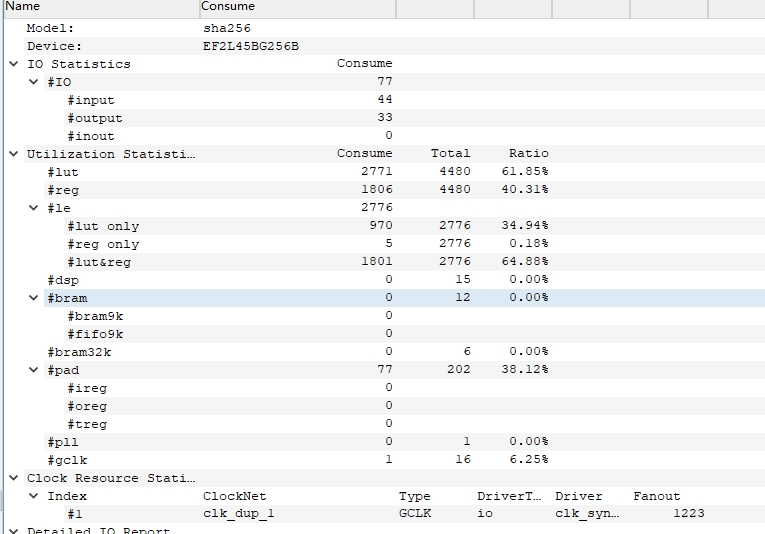 Name Consume
Model: sha256
Device: EF2L45BG256B
IO Statistics Consume
#IO 77
#input 44
#output 33
#inout 0
Utilization Statisti… Consume Total Ratio
#lut 2771 4480 61.85%
#reg 1806 4480 40.31%
#le 2776
#lut only 970 2776 34.94%
#reg only 5 2776 0.18%
#lut&reg 1801 2776 64.88%
#dsp 0 15 0.00%
#bram 0 12 0.00%
#bram9k 0
#fifo9k 0
#bram32k 0 6 0.00%
#pad 77 202 38.12%
#ireg 0
#oreg 0
#treg 0
#pll 0 1 0.00%
#gclk 1 16 6.25%
Clock Resource Stati…
Index ClockNet Type DriverT… Driver Fanout
#1 clk_dup_1 GCLK io clk_syn… 1223
Detailed IO Report